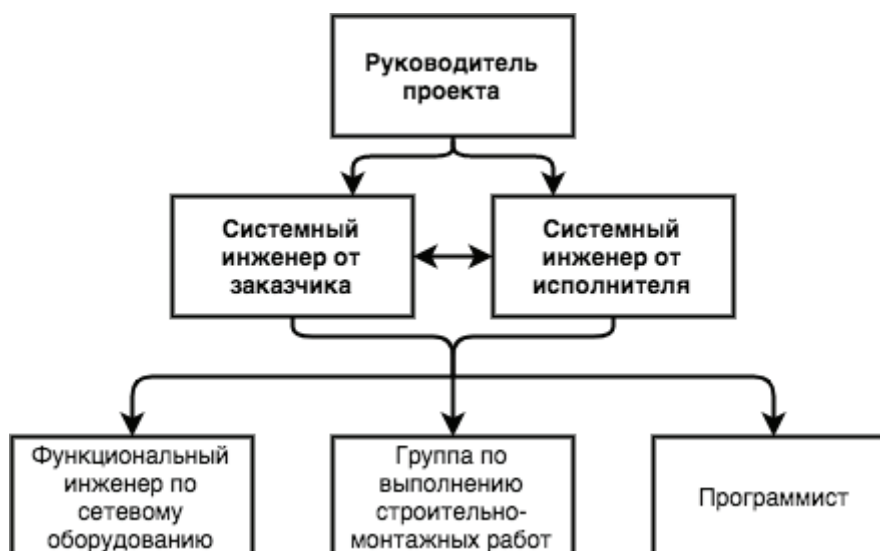 Руководитель
проекта
Системный
инженер от
заказчика
Системный
инженер от
исполнителя
Функциональный
инженер по
сетевому
оборудованию
Группа по
выполнению
строительно-
монтажных работ
Программист